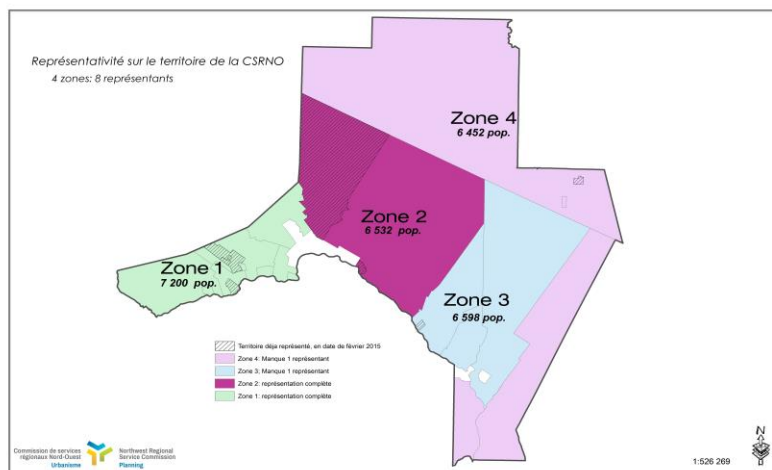 Représentativité sur le territoire de la CSRNO
4 zones: 8 représentants
Zone 4
6 452 pop.
Zone 2
6 532 pop.
Zone 1
7 200 pop.
Zone 3
6 598 pop.
Territoire déja représenté, en date de février 2015
Zone 4: Manque 1 représentant
Zone 3: Manque 1 représentant
Zone 2: représentation complète
Zone 1: représentation complète
Commission de services
régionaux Nord-Ouest
Urbanisme
Northwest Regional
Service Commission
Planning
1:526 269
N